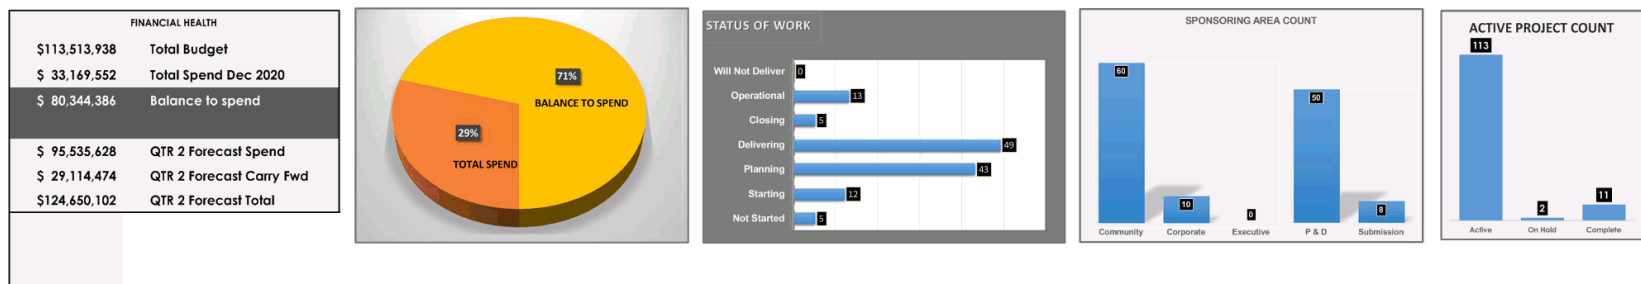 FINANCIAL HEALTH
$113,513,938 Total Budget
$ 33,169,552 Total Spend Dec 2020
$ 80,344,386 Balance to spend
$ 95,535,628 QTR 2 Forecast Spend
$ 29,114,474 QTR 2 Forecast Carry Fwd
$124,650,102 QTR 2 Forecast Total
71%
BALANCE TO SPEND
29%
TOTAL SPEND
STATUS OF WORK
Will Not Deliver 0
Operational 13
Closing 5
Delivering 49
Planning 43
Starting 12
Not Started 5
SPONSORING AREA COUNT
60 10 0 50 8
Community Corporate Executive P & D Submission
ACTIVE PROJECT COUNT
113 2 11
Active On Hold Complete